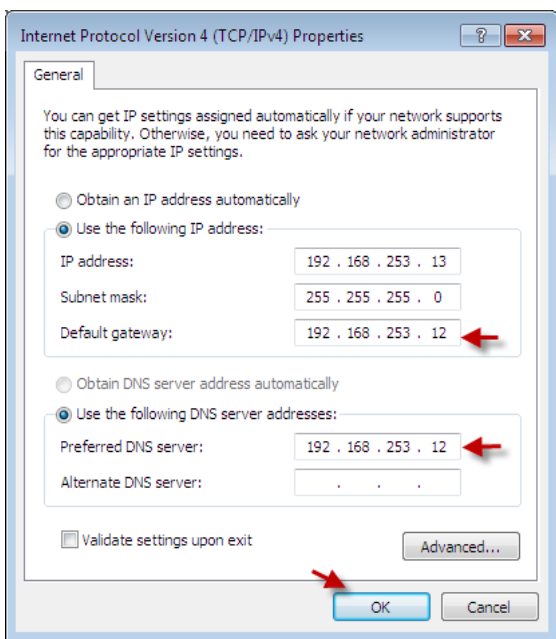 Internet Protocol Version 4 (TCP/IPv4) Properties
General
You can get IP settings assigned automatically if your network supports
this capability. Otherwise, you need to ask your network administrator
for the appropriate IP settings.
Obtain an IP address automatically
Use the following IP address:
IP address: 192 . 168 . 253 . 13
Subnet mask: 255 . 255 . 255 . 0
Default gateway: 192 . 168 . 253 . 12
Obtain DNS server address automatically
Use the following DNS server addresses:
Preferred DNS server: 192 . 168 . 253 . 12
Alternate DNS server: . . .
Validate settings upon exit
Advanced...
OK Cancel